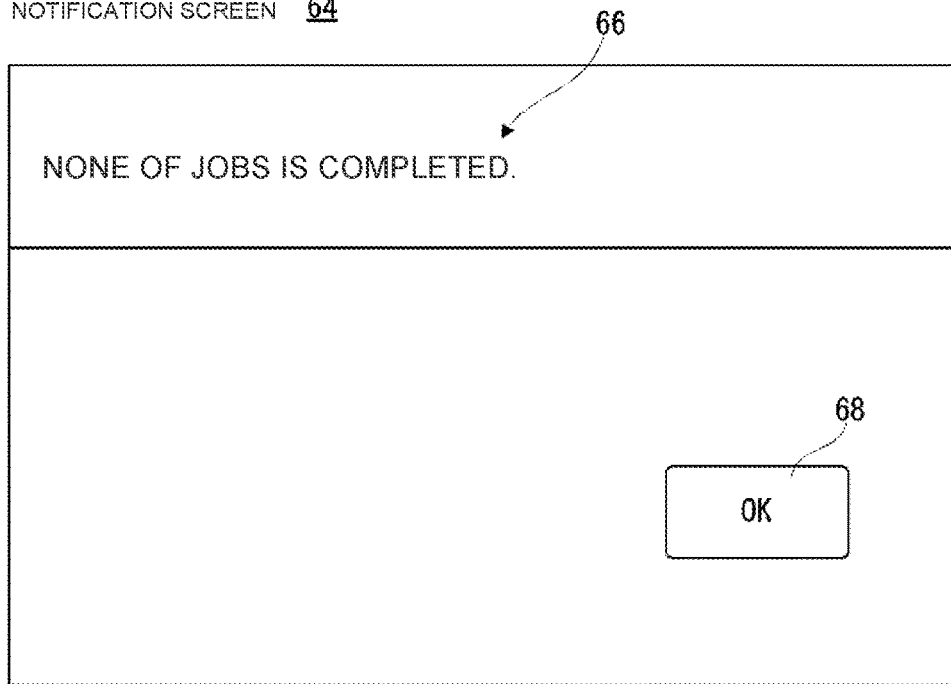 NOTIFICATION SCREEN 64
66
NONE OF JOBS IS COMPLETED.
68
OK